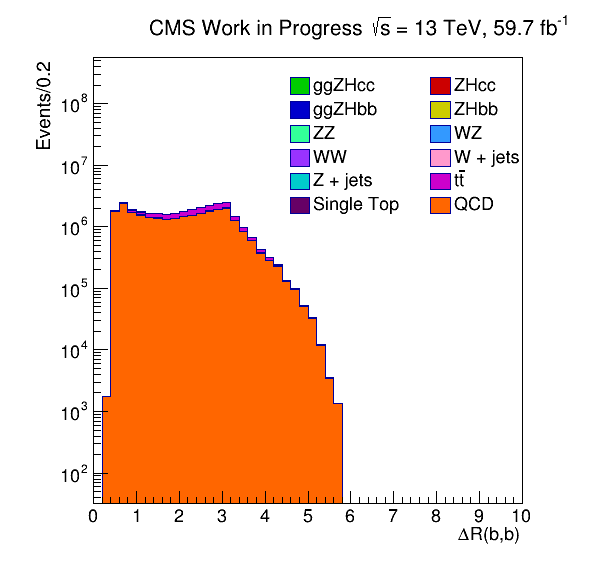 CMS Work in Progress √s = 13 TeV, 59.7 fb⁻¹
Events/0.2
ggZHcc ZHcc
ggZHbb ZHbb
ZZ WZ
WW W + jets
Z + jets tt̄
Single Top QCD
10⁸
10⁷
10⁶
10⁵
10⁴
10³
10²
0 1 2 3 4 5 6 7 8 9 10
ΔR(b,b)